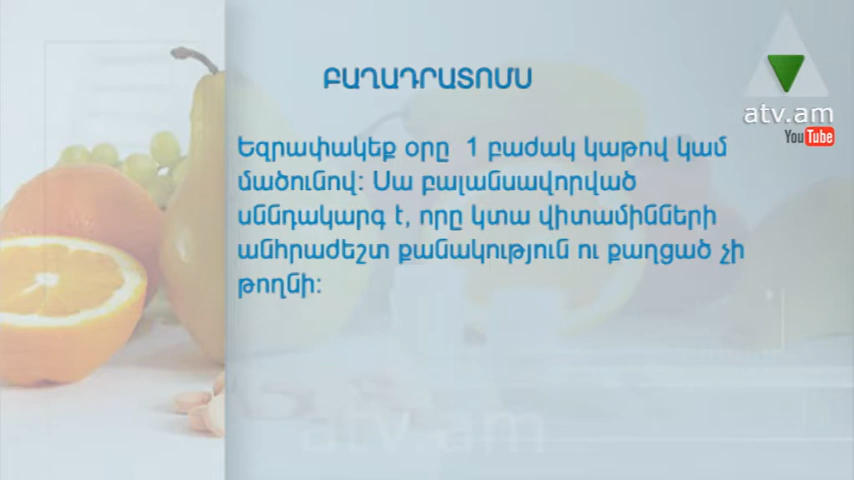 ԲԱՂԱԴՐԱՏՈՄՍ
atv.am
YouTube
Եզրափակեք օրը 1 բաժակ կաթով կամ
մածունով: Սա բալանսավորված
սննդակարգ է, որը կտա վիտամինների
անհրաժեշտ քանակություն ու քաղցած չի
թողնի:
atv.am